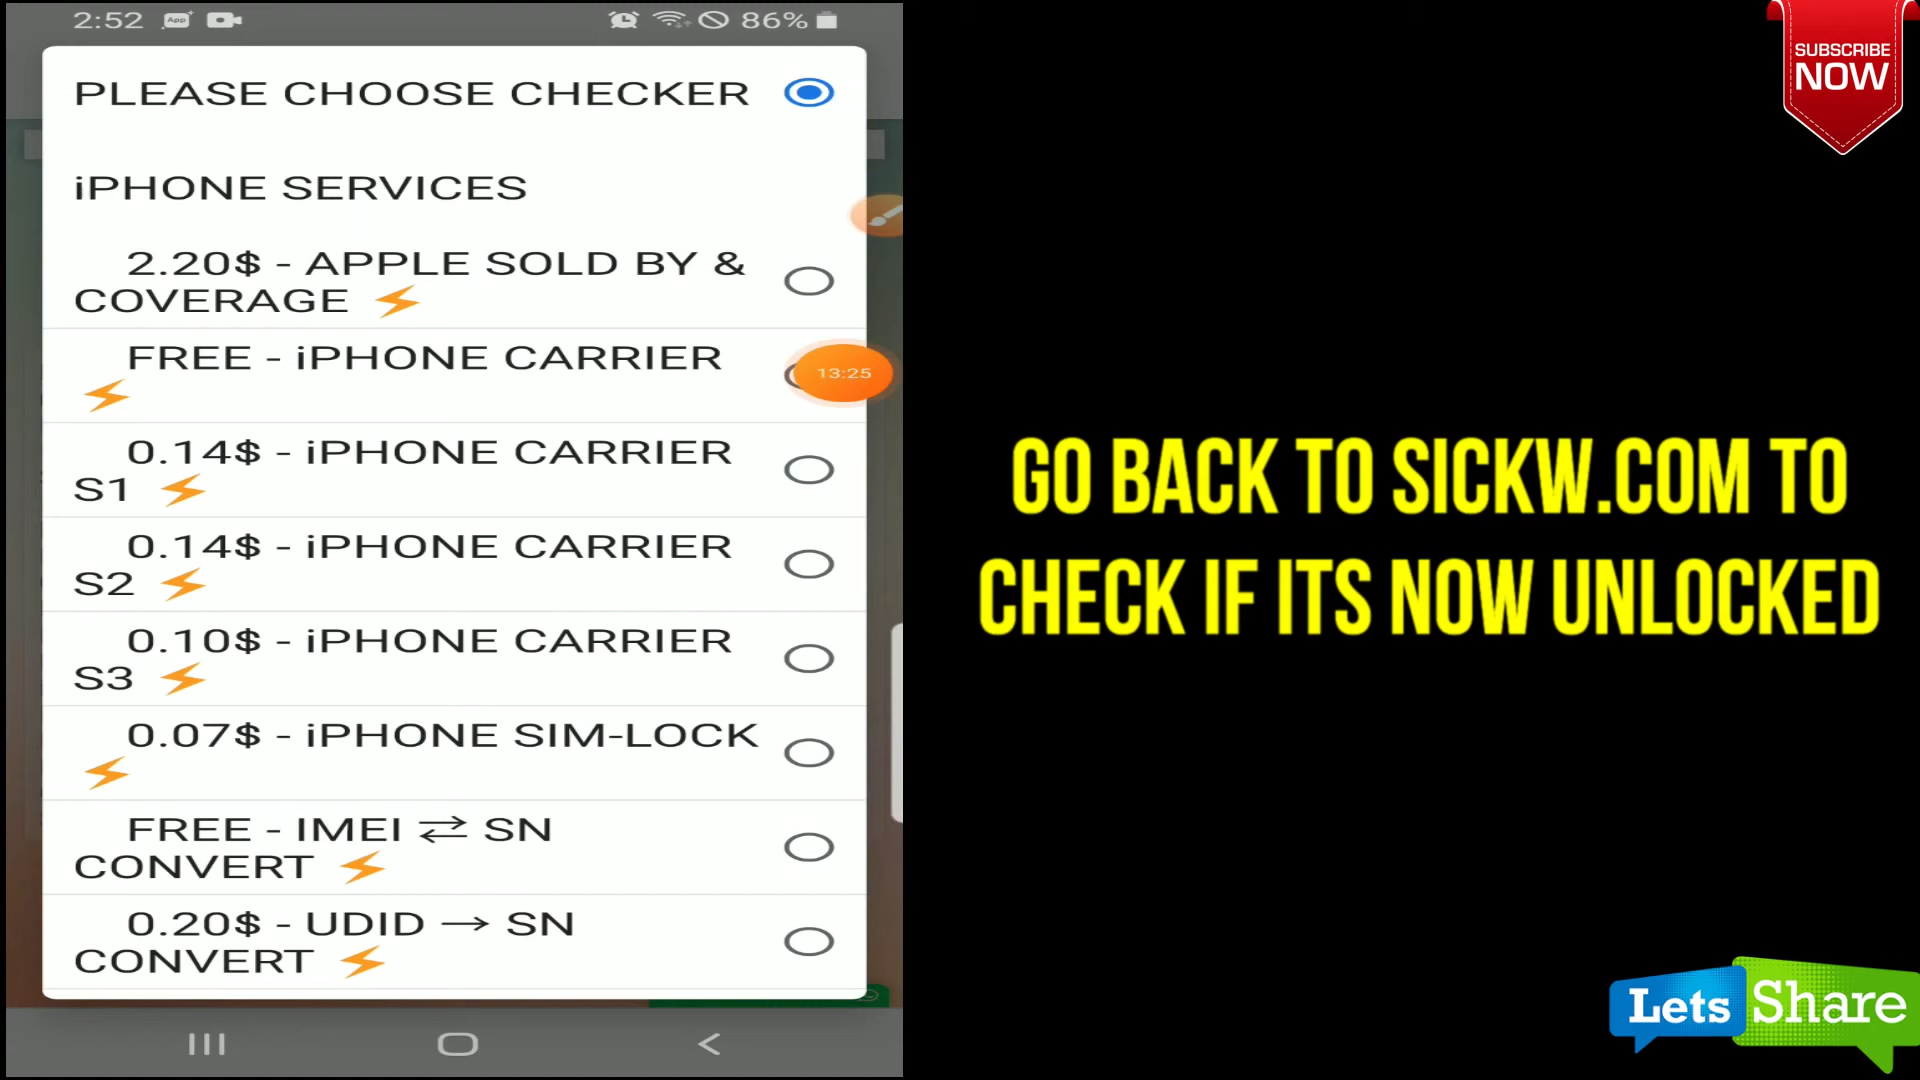 2:52
App
86%
PLEASE CHOOSE CHECKER
iPHONE SERVICES
2.20$ - APPLE SOLD BY &
COVERAGE ⚡
FREE - iPHONE CARRIER
⚡
13:25
0.14$ - iPHONE CARRIER
S1 ⚡
0.14$ - iPHONE CARRIER
S2 ⚡
0.10$ - iPHONE CARRIER
S3 ⚡
0.07$ - iPHONE SIM-LOCK
⚡
FREE - IMEI ⇄ SN
CONVERT ⚡
0.20$ - UDID → SN
CONVERT ⚡
SUBSCRIBE
NOW
GO BACK TO SICKW.COM TO
CHECK IF ITS NOW UNLOCKED
Lets Share